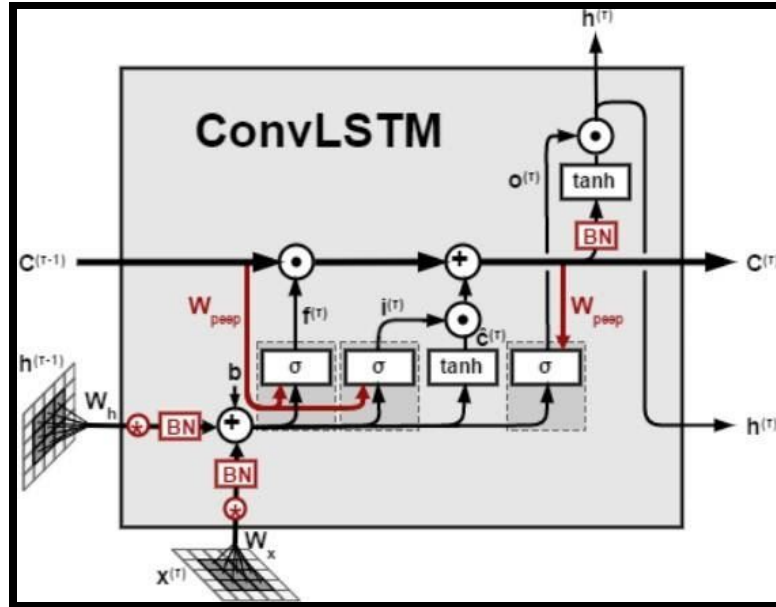 h(τ)
ConvLSTM
o(τ)
tanh
BN
C(τ-1)
C(τ)
W peep
f(τ)
i(τ)
ĉ(τ)
W peep
h(τ-1)
σ
σ
tanh
σ
b
W h
* BN
+
h(τ)
BN
*
W x
X(τ)